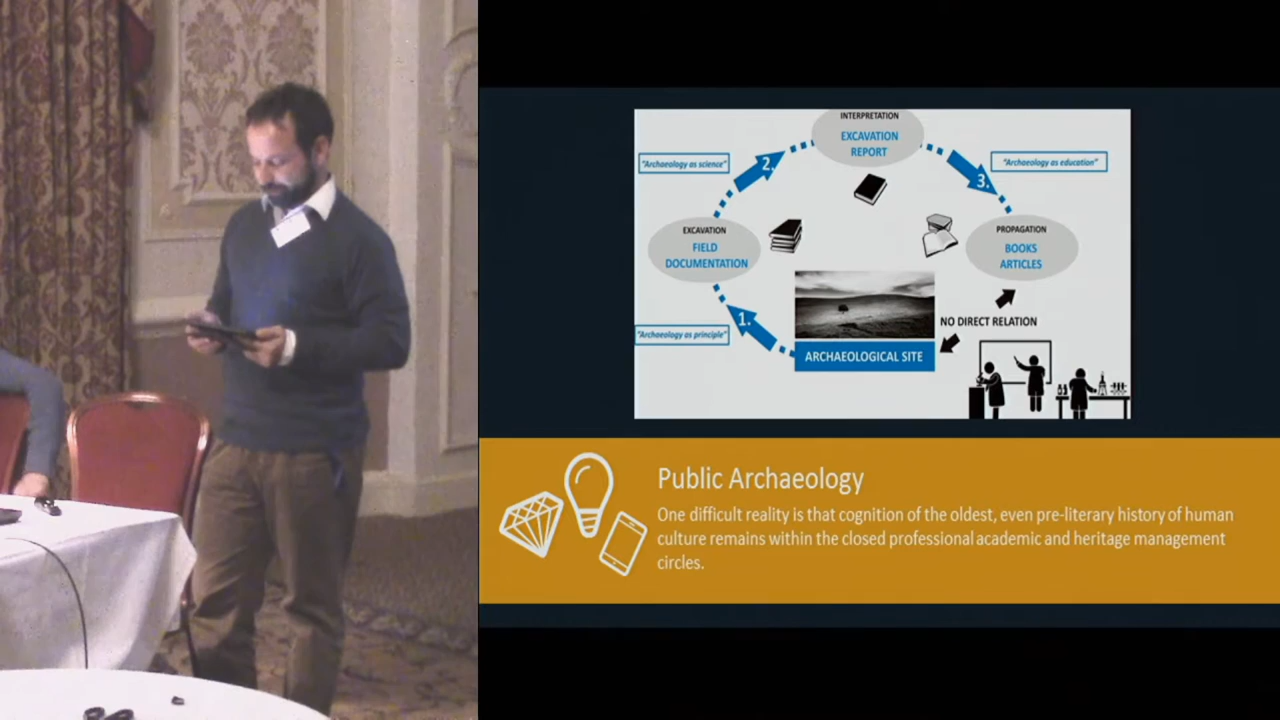 INTERPRETATION
EXCAVATION
REPORT
"Archaeology as science"
2.
3.
"Archaeology as education"
EXCAVATION
FIELD
DOCUMENTATION
PROPAGATION
BOOKS
ARTICLES
1.
"Archaeology as principle"
NO DIRECT RELATION
ARCHAEOLOGICAL SITE
Public Archaeology
One difficult reality is that cognition of the oldest, even pre-literary history of human
culture remains within the closed professional academic and heritage management
circles.